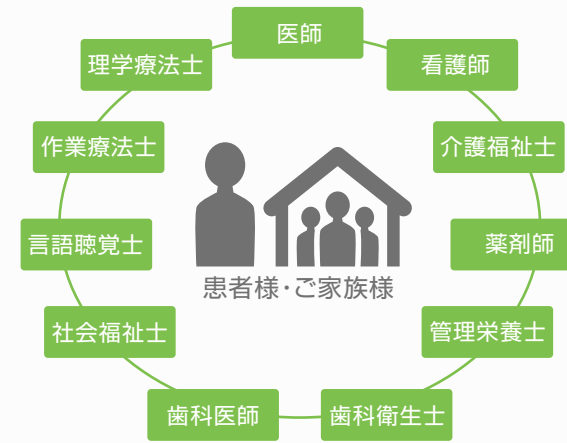 医師
看護師
介護福祉士
薬剤師
管理栄養士
歯科衛生士
歯科医師
社会福祉士
言語聴覚士
作業療法士
理学療法士
患者様・ご家族様